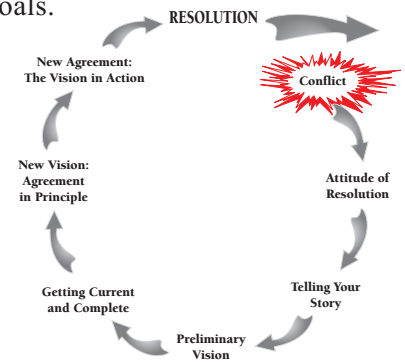 oals.
RESOLUTION
Conflict
Attitude of
Resolution
Telling Your
Story
Preliminary
Vision
Getting Current
and Complete
New Vision:
Agreement
in Principle
New Agreement:
The Vision in Action